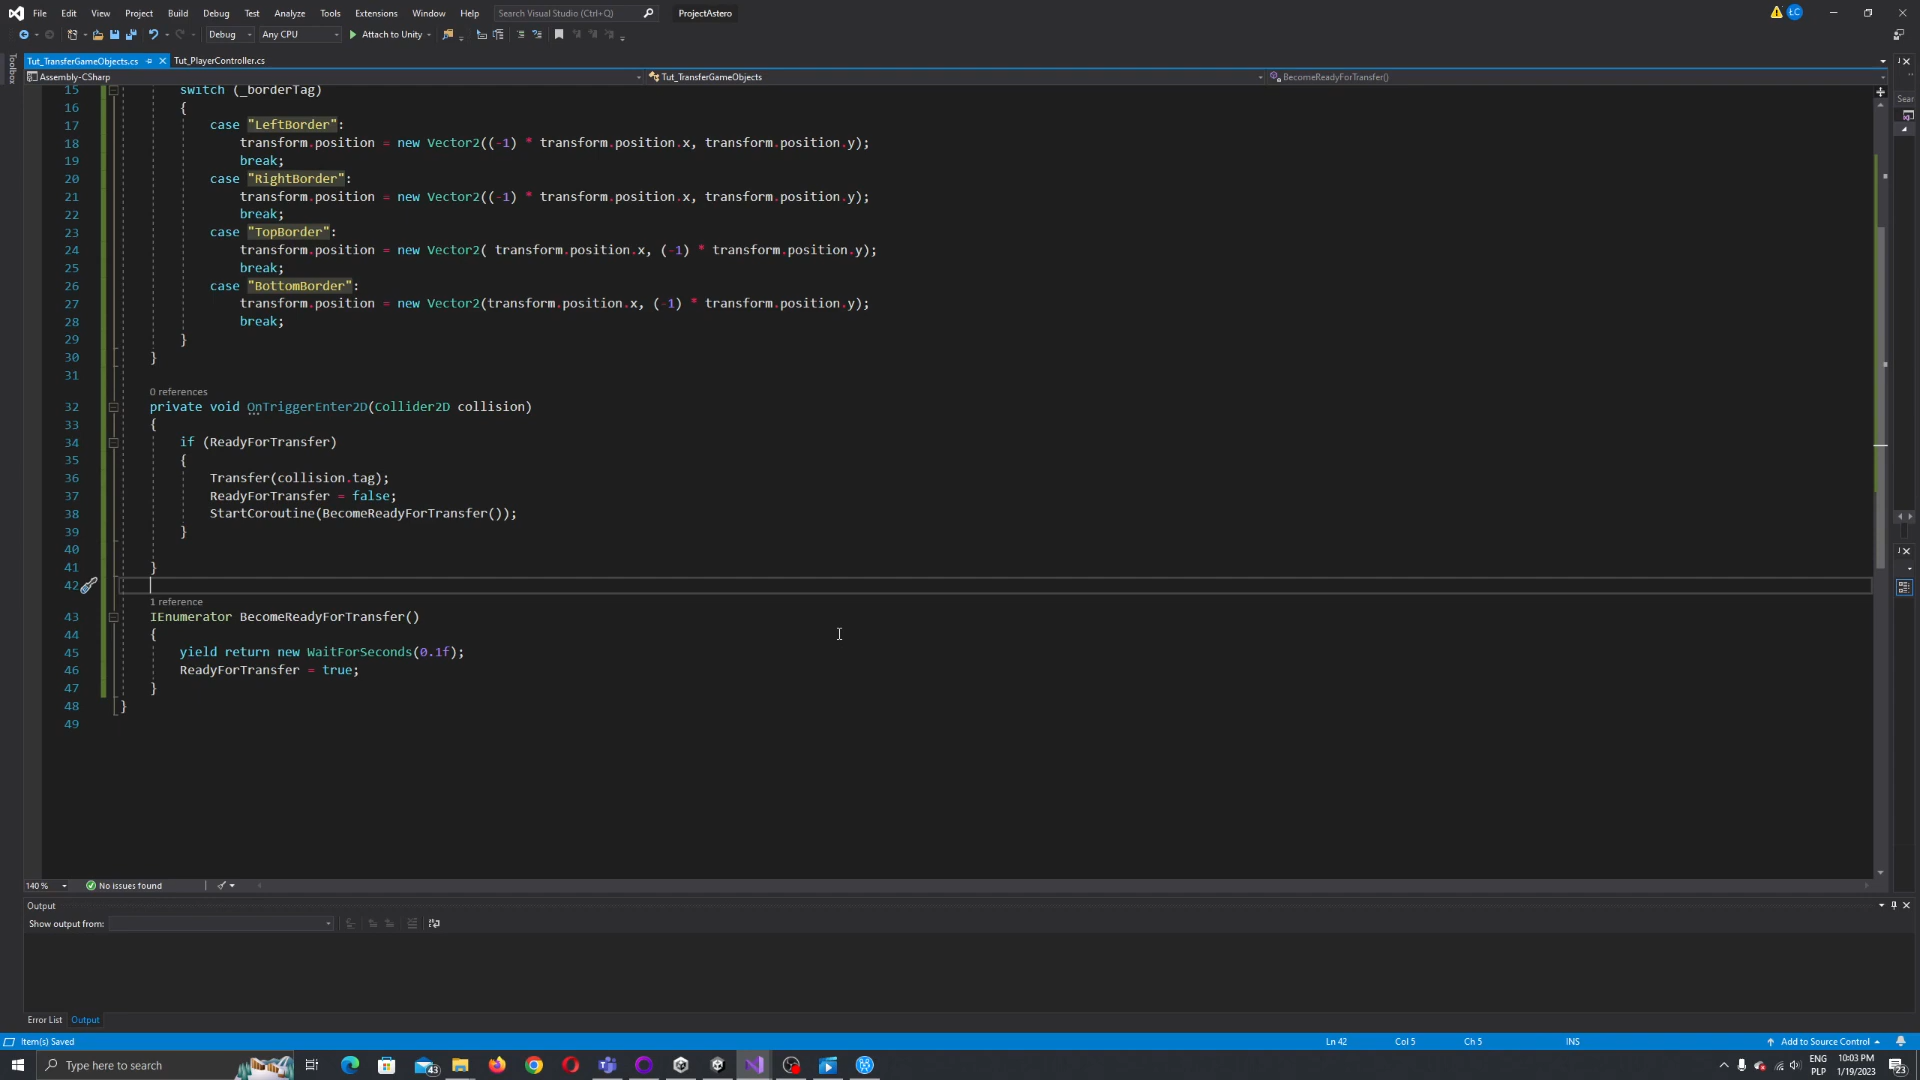 File Edit View Project Build Debug Test Analyze Tools Extensions Window Help Search Visual Studio (Ctrl+Q) ProjectAstero ŁC
Debug Any CPU Attach to Unity
Toolbox
Tut_TransferGameObjects.cs Tut_PlayerController.cs
Assembly-CSharp Tut_TransferGameObjects BecomeReadyForTransfer()
Sear
15 switch (_borderTag)
16 {
17 case "LeftBorder":
18 transform.position = new Vector2((-1) * transform.position.x, transform.position.y);
19 break;
20 case "RightBorder":
21 transform.position = new Vector2((-1) * transform.position.x, transform.position.y);
22 break;
23 case "TopBorder":
24 transform.position = new Vector2( transform.position.x, (-1) * transform.position.y);
25 break;
26 case "BottomBorder":
27 transform.position = new Vector2(transform.position.x, (-1) * transform.position.y);
28 break;
29 }
30 }
31
0 references
32 private void OnTriggerEnter2D(Collider2D collision)
33 {
34 if (ReadyForTransfer)
35 {
36 Transfer(collision.tag);
37 ReadyForTransfer = false;
38 StartCoroutine(BecomeReadyForTransfer());
39 }
40
41 }
42
1 reference
43 IEnumerator BecomeReadyForTransfer()
44 {
45 yield return new WaitForSeconds(0.1f);
46 ReadyForTransfer = true;
47 }
48 }
49
140 % No issues found
Output
Show output from:
Error List Output
Item(s) Saved Ln 42 Col 5 Ch 5 INS Add to Source Control
Type here to search 43 ENG 10:03 PM
PLP 1/19/2023 23